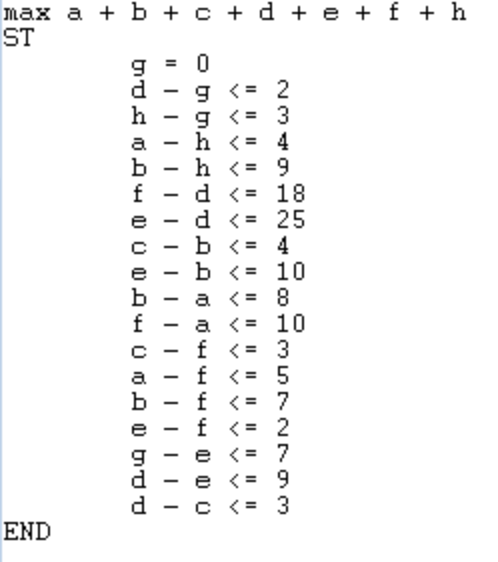 max a + b + c + d + e + f + h
ST
g = 0
d - g <= 2
h - g <= 3
a - h <= 4
b - h <= 9
f - d <= 18
e - d <= 25
c - b <= 4
e - b <= 10
b - a <= 8
f - a <= 10
c - f <= 3
a - f <= 5
b - f <= 7
e - f <= 2
g - e <= 7
d - e <= 9
d - c <= 3
END